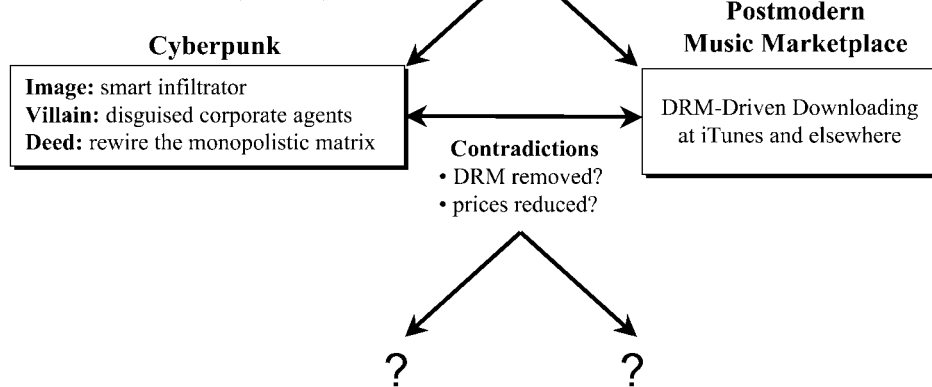 Cyberpunk
Image: smart infiltrator
Villain: disguised corporate agents
Deed: rewire the monopolistic matrix
Postmodern
Music Marketplace
DRM-Driven Downloading
at iTunes and elsewhere
Contradictions
• DRM removed?
• prices reduced?
?
?